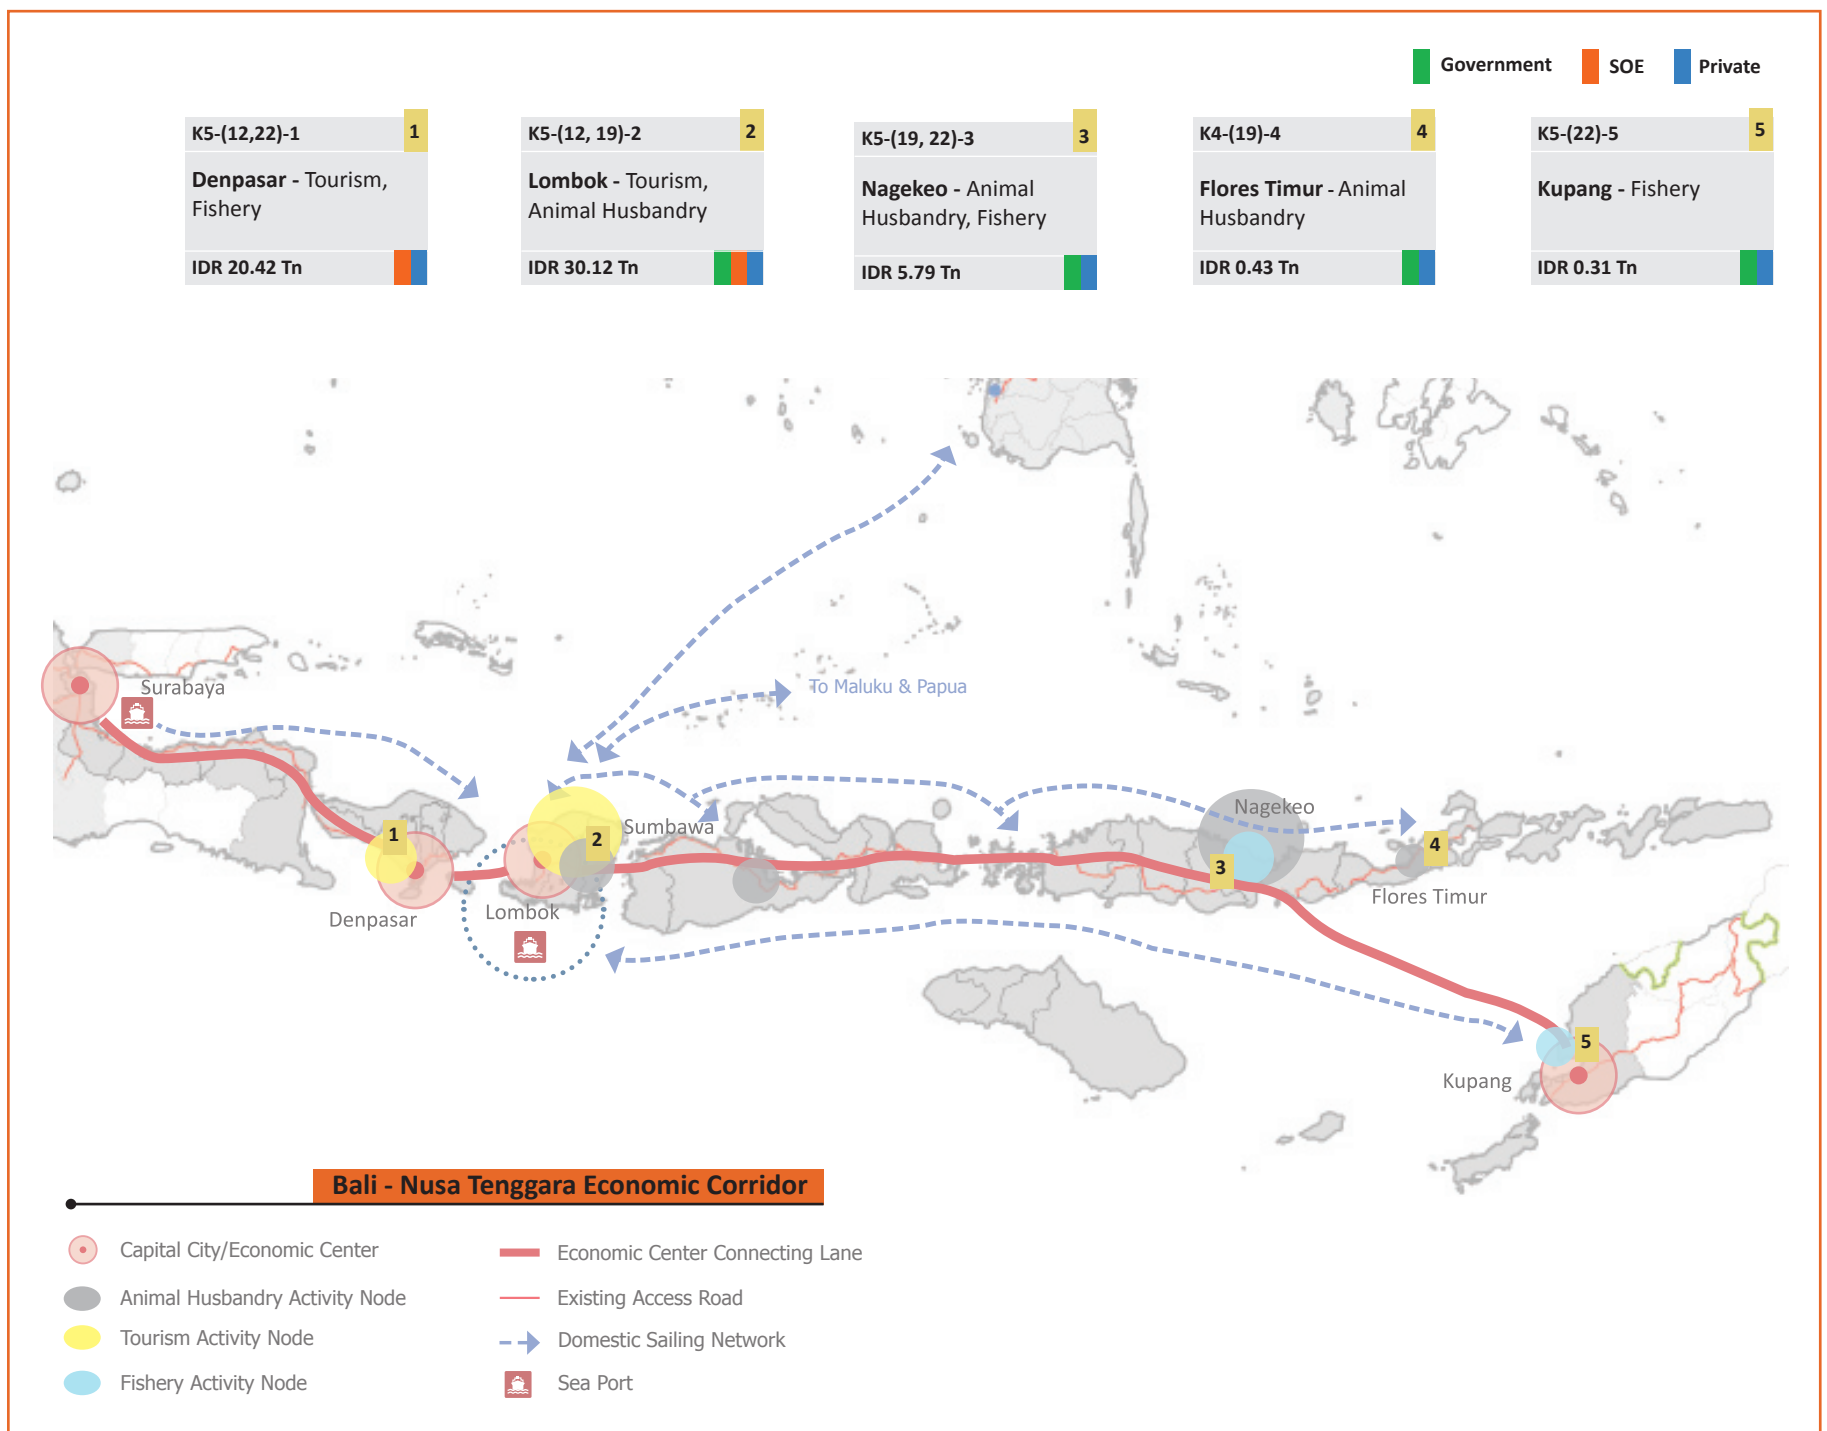 Government SOE Private
K5-(12,22)-1 1
Denpasar - Tourism,
Fishery
IDR 20.42 Tn
K5-(12, 19)-2 2
Lombok - Tourism,
Animal Husbandry
IDR 30.12 Tn
K5-(19, 22)-3 3
Nagekeo - Animal
Husbandry, Fishery
IDR 5.79 Tn
K4-(19)-4 4
Flores Timur - Animal
Husbandry
IDR 0.43 Tn
K5-(22)-5 5
Kupang - Fishery
IDR 0.31 Tn
Surabaya
To Maluku & Papua
Nagekeo
Sumbawa
1
2
3
4
Flores Timur
Denpasar
Lombok
5
Kupang
Bali - Nusa Tenggara Economic Corridor
Capital City/Economic Center
Animal Husbandry Activity Node
Tourism Activity Node
Fishery Activity Node
Economic Center Connecting Lane
Existing Access Road
Domestic Sailing Network
Sea Port